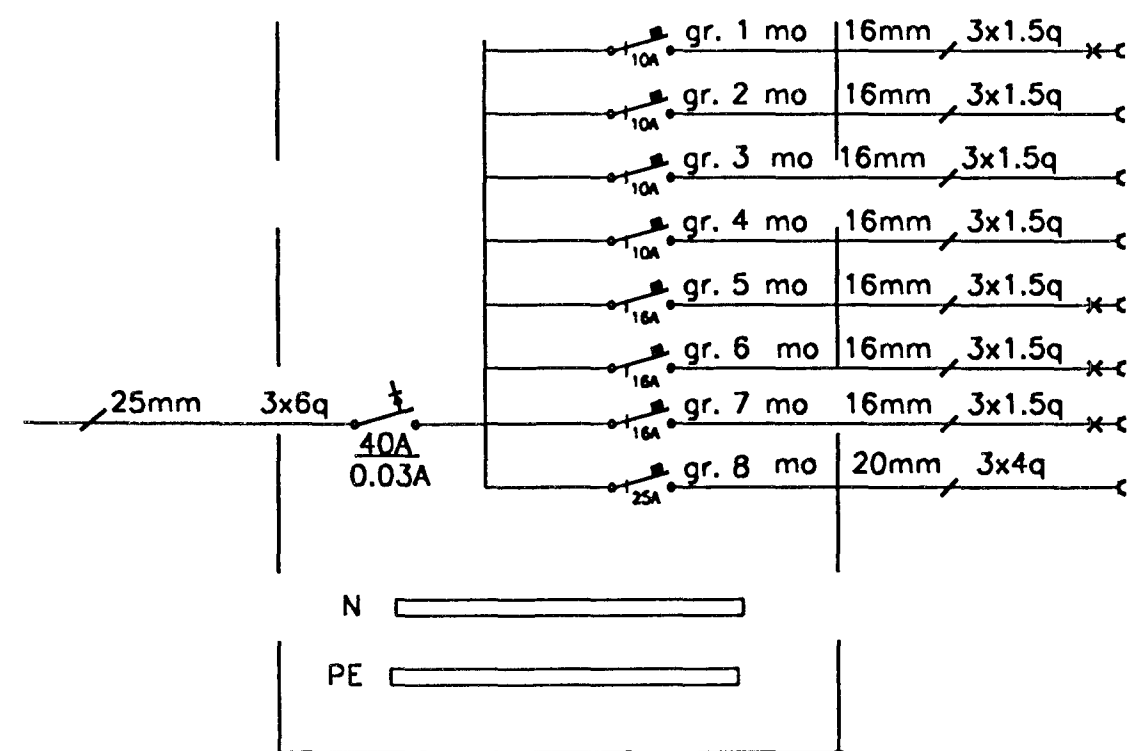 gr. 1 mo 16mm 3x1.5q
10A
gr. 2 mo 16mm 3x1.5q
10A
gr. 3 mo 16mm 3x1.5q
10A
gr. 4 mo 16mm 3x1.5q
10A
gr. 5 mo 16mm 3x1.5q
16A
gr. 6 mo 16mm 3x1.5q
16A
25mm 3x6q
40A
0.03A
gr. 7 mo 16mm 3x1.5q
16A
gr. 8 mo 20mm 3x4q
25A
N
PE